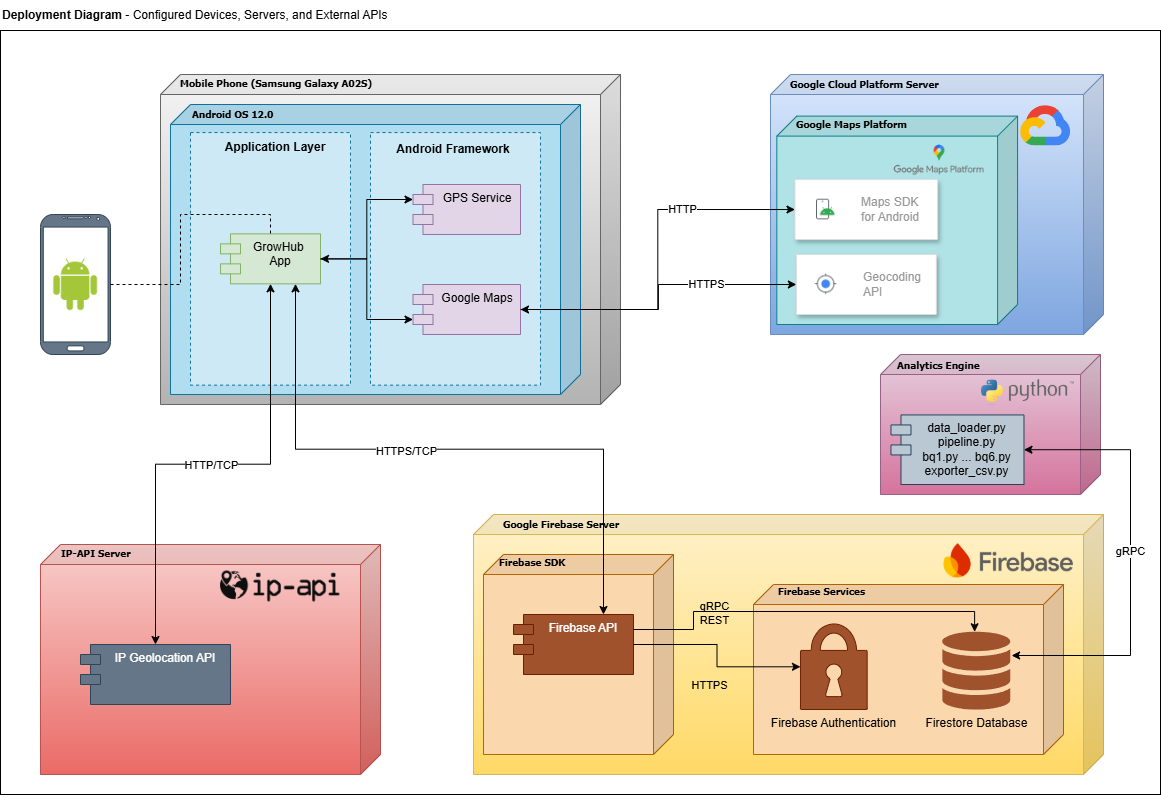 Deployment Diagram - Configured Devices, Servers, and External APIs
Mobile Phone (Samsung Galaxy A02S)
Android OS 12.0
Application Layer
Android Framework
GPS Service
GrowHub
App
Google Maps
Google Cloud Platform Server
Google Maps Platform
Google Maps Platform
Maps SDK
for Android
Geocoding
API
HTTP
HTTPS
Analytics Engine
python™
data_loader.py
pipeline.py
bq1.py ... bq6.py
exporter_csv.py
HTTP/TCP
HTTPS/TCP
gRPC
IP-API Server
ip-api
IP Geolocation API
Google Firebase Server
Firebase
Firebase SDK
Firebase API
gRPC
REST
HTTPS
Firebase Services
Firebase Authentication
Firestore Database